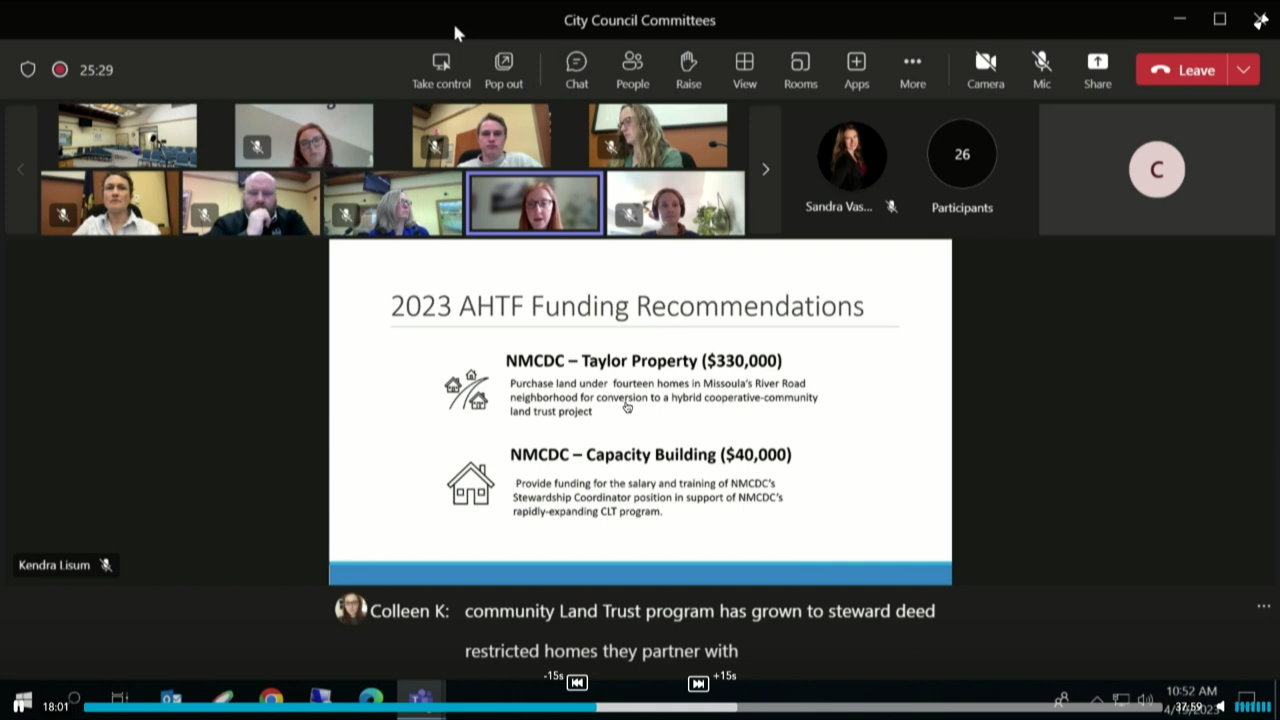 City Council Committees
25:29
Take control
Pop out
Chat
People
Raise
View
Rooms
Apps
More
Camera
Mic
Share
Leave
26
C
Sandra Vas...
Participants
2023 AHTF Funding Recommendations
NMCDC – Taylor Property ($330,000)
Purchase land under fourteen homes in Missoula's River Road
neighborhood for conversion to a hybrid cooperative-community
land trust project
NMCDC – Capacity Building ($40,000)
Provide funding for the salary and training of NMCDC's
Stewardship Coordinator position in support of NMCDC's
rapidly-expanding CLT program.
Kendra Lisum
Colleen K: community Land Trust program has grown to steward deed
restricted homes they partner with
-15s
+15s
10:52 AM
18:01
37:59